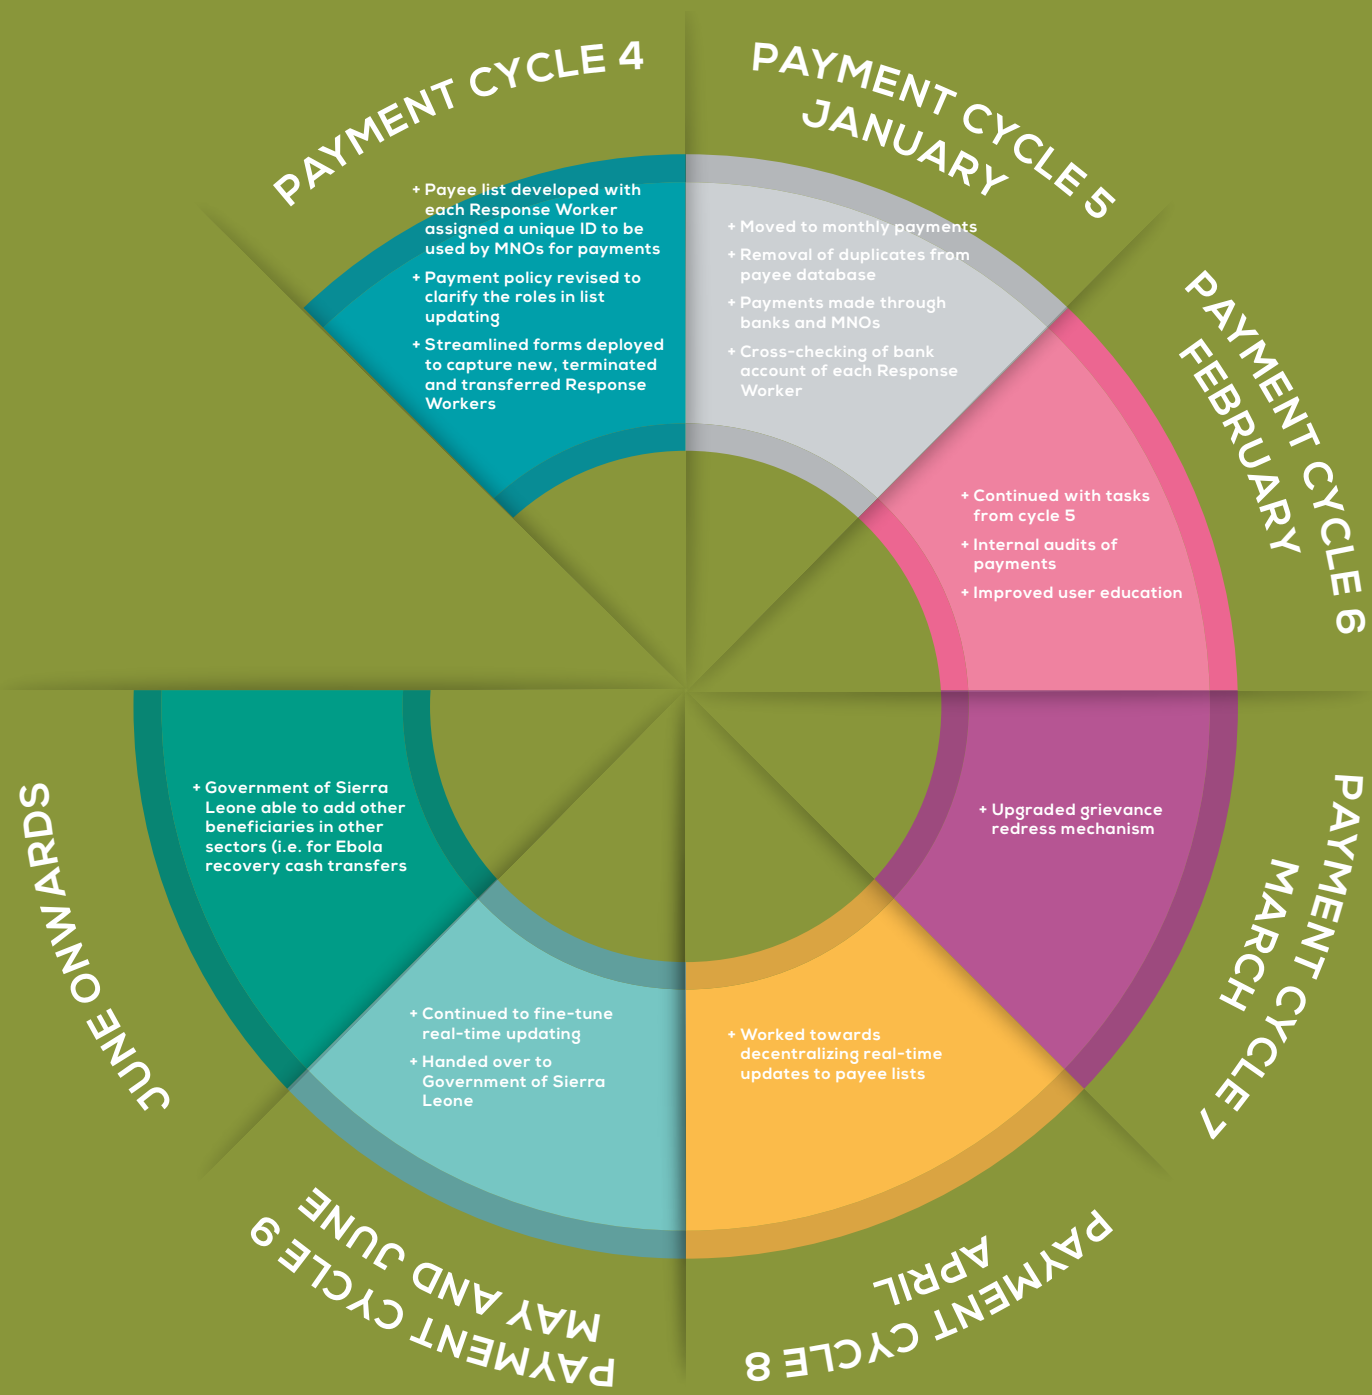 PAYMENT CYCLE 4
+ Payee list developed with
each Response Worker
assigned a unique ID to be
used by MNOs for payments
+ Payment policy revised to
clarify the roles in list
updating
+ Streamlined forms deployed
to capture new, terminated
and transferred Response
Workers
PAYMENT CYCLE 5
JANUARY
+ Moved to monthly payments
+ Removal of duplicates from
payee database
+ Payments made through
banks and MNOs
+ Cross-checking of bank
account of each Response
Worker
PAYMENT CYCLE 6
FEBRUARY
+ Continued with tasks
from cycle 5
+ Internal audits of
payments
+ Improved user education
PAYMENT CYCLE 7
MARCH
+ Upgraded grievance
redress mechanism
PAYMENT CYCLE 8
APRIL
+ Worked towards
decentralizing real-time
updates to payee lists
PAYMENT CYCLE 9
MAY AND JUNE
+ Continued to fine-tune
real-time updating
+ Handed over to
Government of Sierra
Leone
JUNE ONWARDS
+ Government of Sierra
Leone able to add other
beneficiaries in other
sectors (i.e. for Ebola
recovery cash transfers